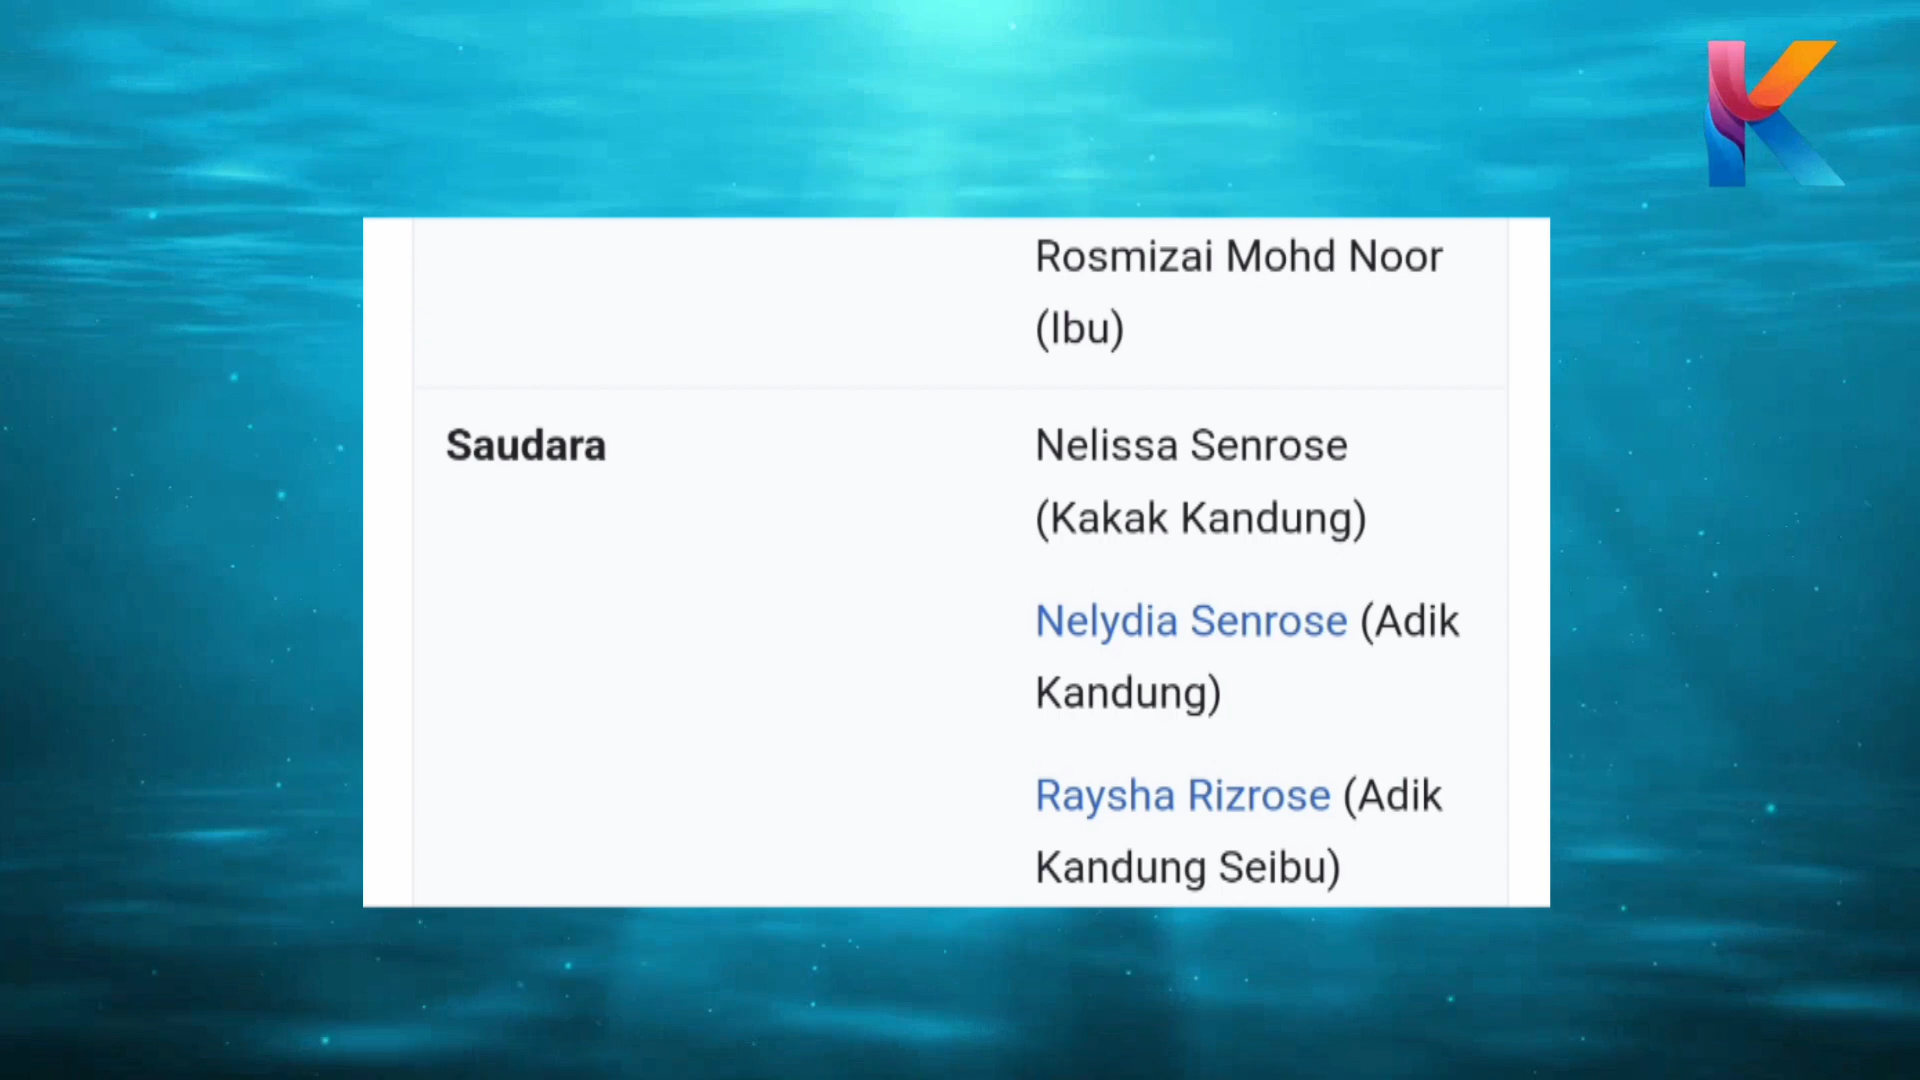 Rosmizai Mohd Noor
(Ibu)
Saudara
Nelissa Senrose
(Kakak Kandung)
Nelydia Senrose (Adik
Kandung)
Raysha Rizrose (Adik
Kandung Seibu)